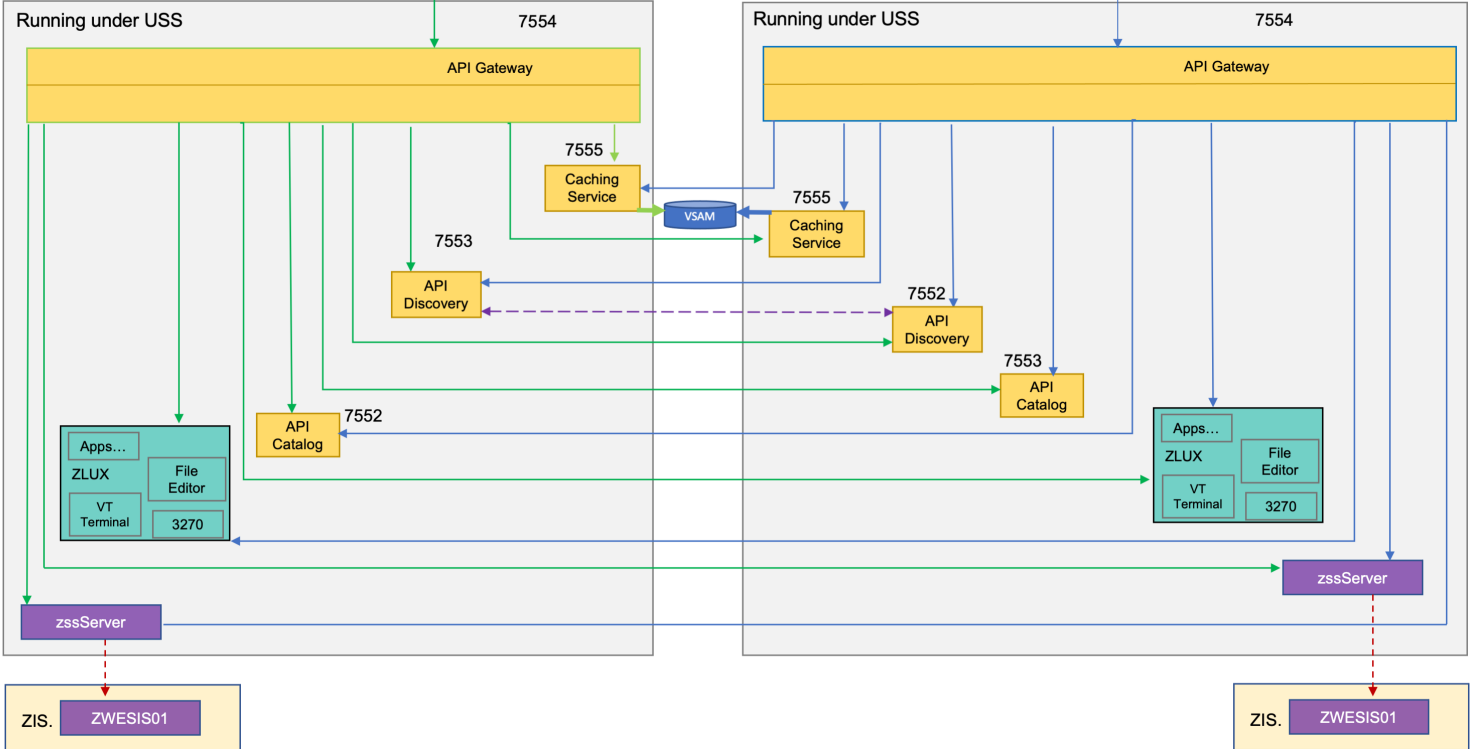 Running under USS
7554
API Gateway
7555
Caching
Service
7553
API
Discovery
API
Catalog
7552
Apps...
ZLUX
File
Editor
VT
Terminal
3270
zssServer
ZIS.
ZWESIS01
VSAM
Running under USS
7554
API Gateway
7555
Caching
Service
7552
API
Discovery
7553
API
Catalog
Apps...
ZLUX
File
Editor
VT
Terminal
3270
zssServer
ZIS.
ZWESIS01